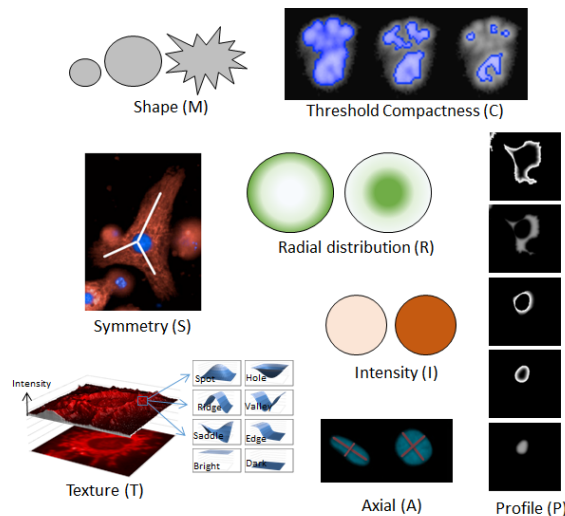 Shape (M)
Threshold Compactness (C)
Symmetry (S)
Radial distribution (R)
Intensity (I)
Intensity
Spot
Hole
Ridge
Valley
Saddle
Edge
Bright
Dark
Texture (T)
Axial (A)
Profile (P)